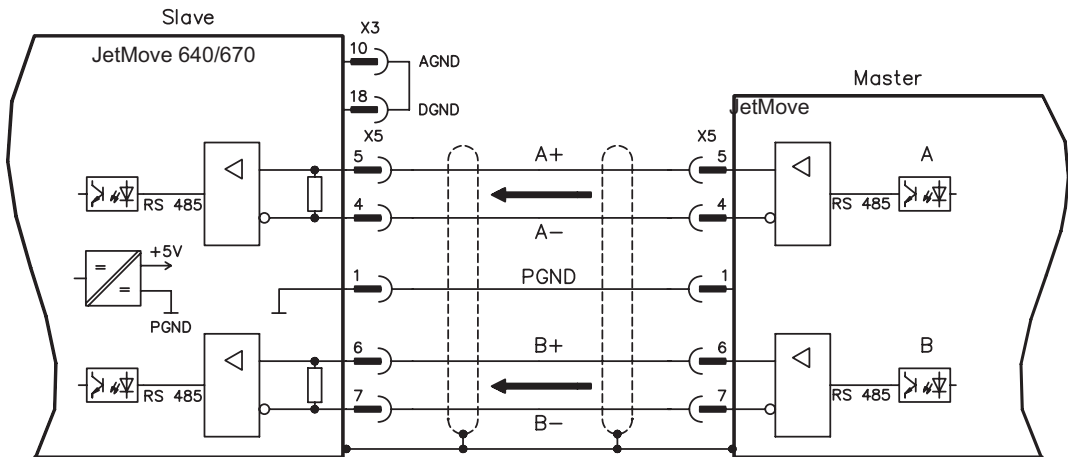 Slave
JetMove 640/670
X3
10
AGND
18
DGND
Master
JetMove
X5
X5
5
A+
5
A
RS 485
RS 485
4
A-
4
+5V
=
=
PGND
1
PGND
1
6
B+
6
B
RS 485
RS 485
7
B-
7